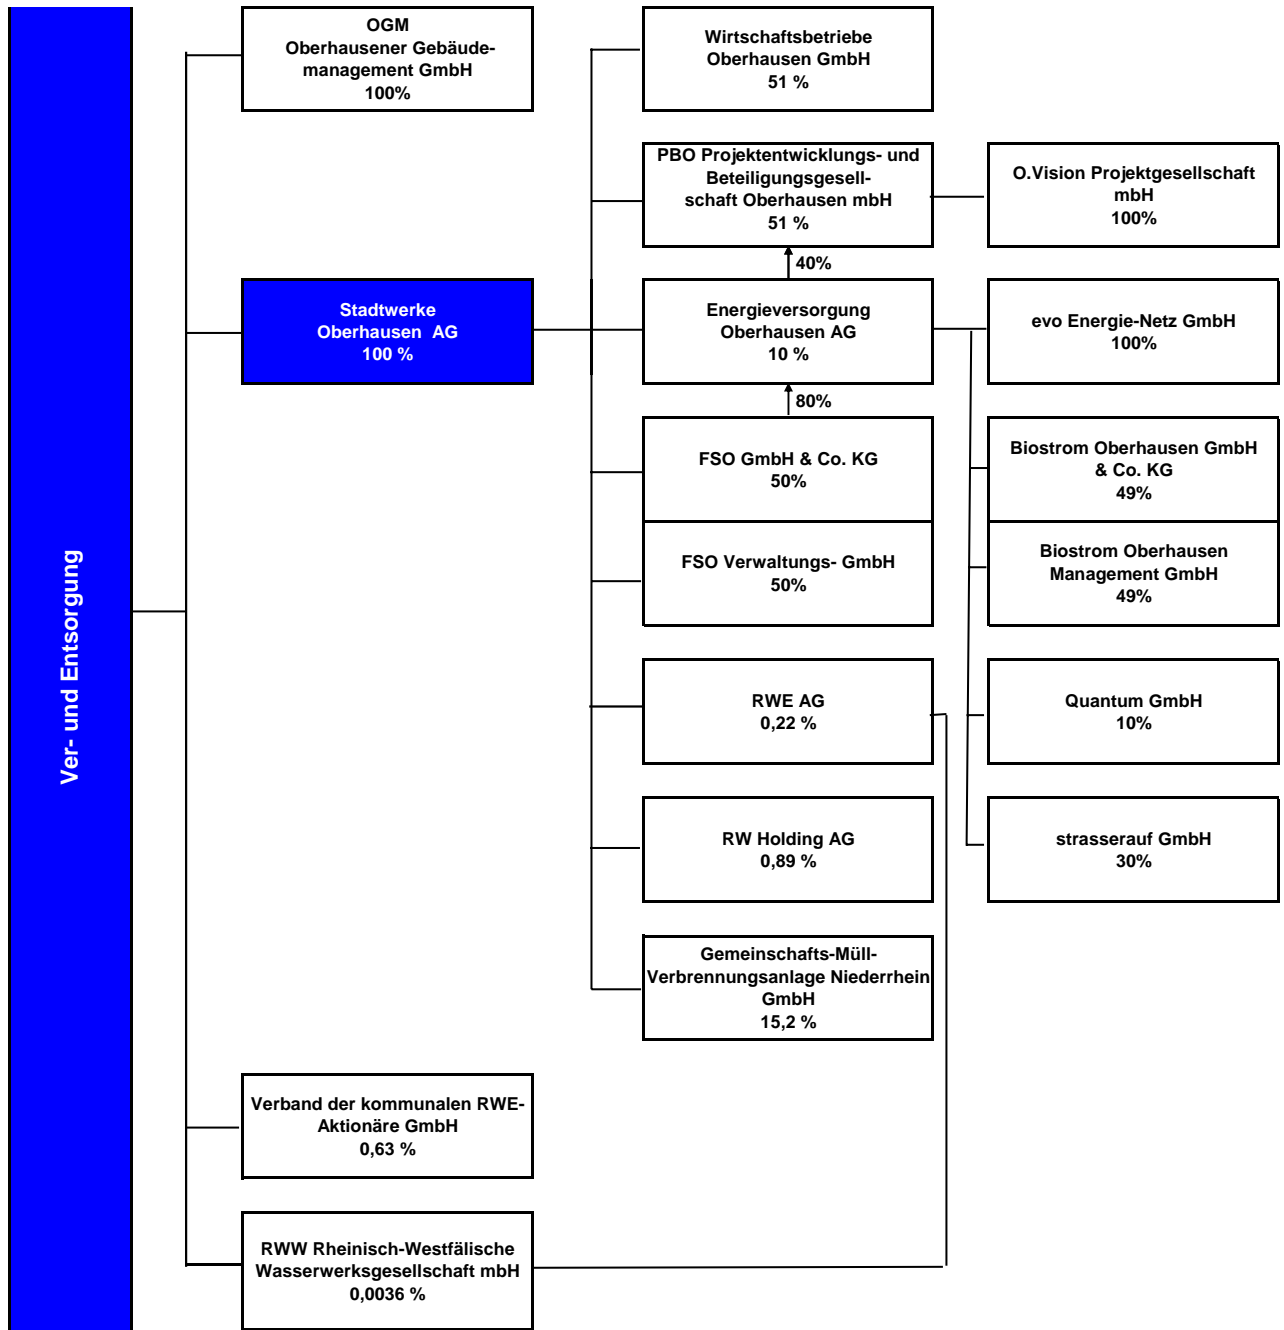 Ver- und Entsorgung
OGM
Oberhausener Gebäude-
management GmbH
100%
Stadtwerke
Oberhausen AG
100 %
Verband der kommunalen RWE-
Aktionäre GmbH
0,63 %
RWW Rheinisch-Westfälische
Wasserwerksgesellschaft mbH
0,0036 %
Wirtschaftsbetriebe
Oberhausen GmbH
51 %
PBO Projektentwicklungs- und
Beteiligungsgesell-
schaft Oberhausen mbH
51 %
40%
Energieversorgung
Oberhausen AG
10 %
80%
FSO GmbH & Co. KG
50%
FSO Verwaltungs- GmbH
50%
RWE AG
0,22 %
RW Holding AG
0,89 %
Gemeinschafts-Müll-
Verbrennungsanlage Niederrhein
GmbH
15,2 %
O.Vision Projektgesellschaft
mbH
100%
evo Energie-Netz GmbH
100%
Biostrom Oberhausen GmbH
& Co. KG
49%
Biostrom Oberhausen
Management GmbH
49%
Quantum GmbH
10%
strasserauf GmbH
30%